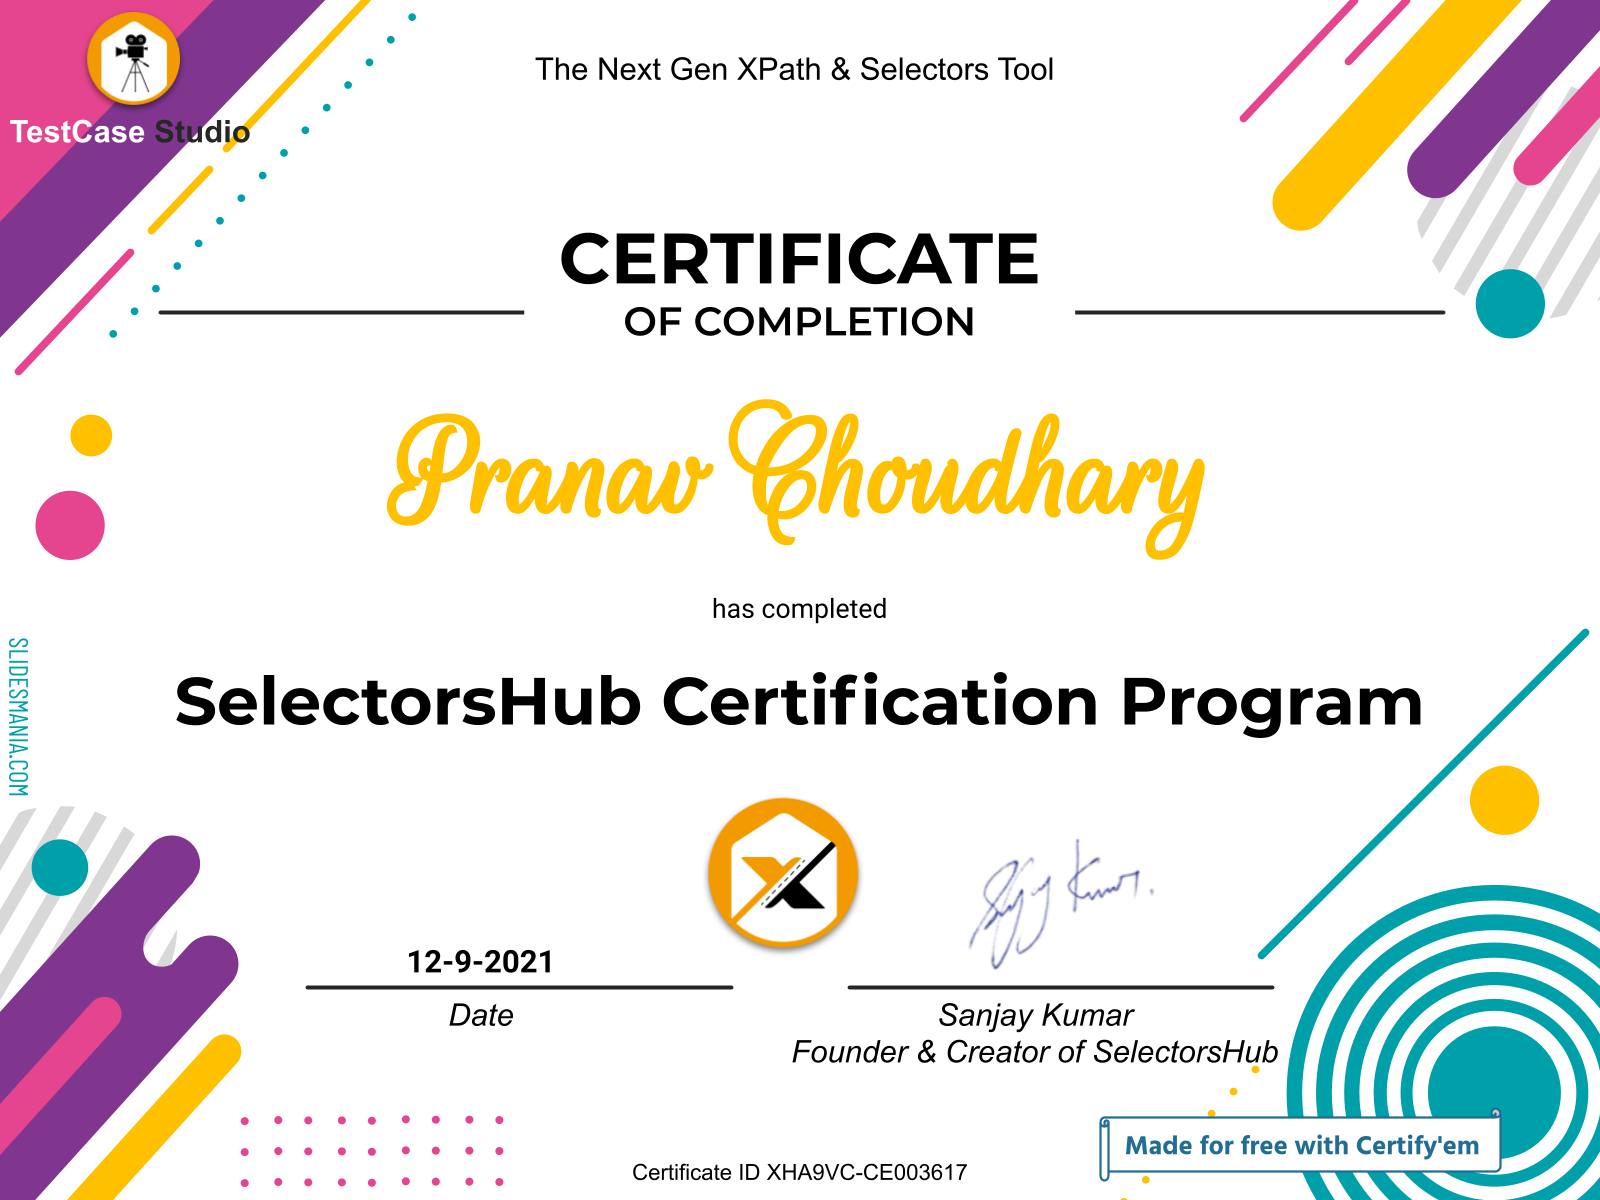 The Next Gen XPath & Selectors Tool
TestCase Studio
CERTIFICATE
OF COMPLETION
Pranav Choudhary
has completed
SelectorsHub Certification Program
SLIDESMANIA.COM
Sanjay Kumar.
12-9-2021
Date
Sanjay Kumar
Founder & Creator of SelectorsHub
Made for free with Certify'em
Certificate ID XHA9VC-CE003617